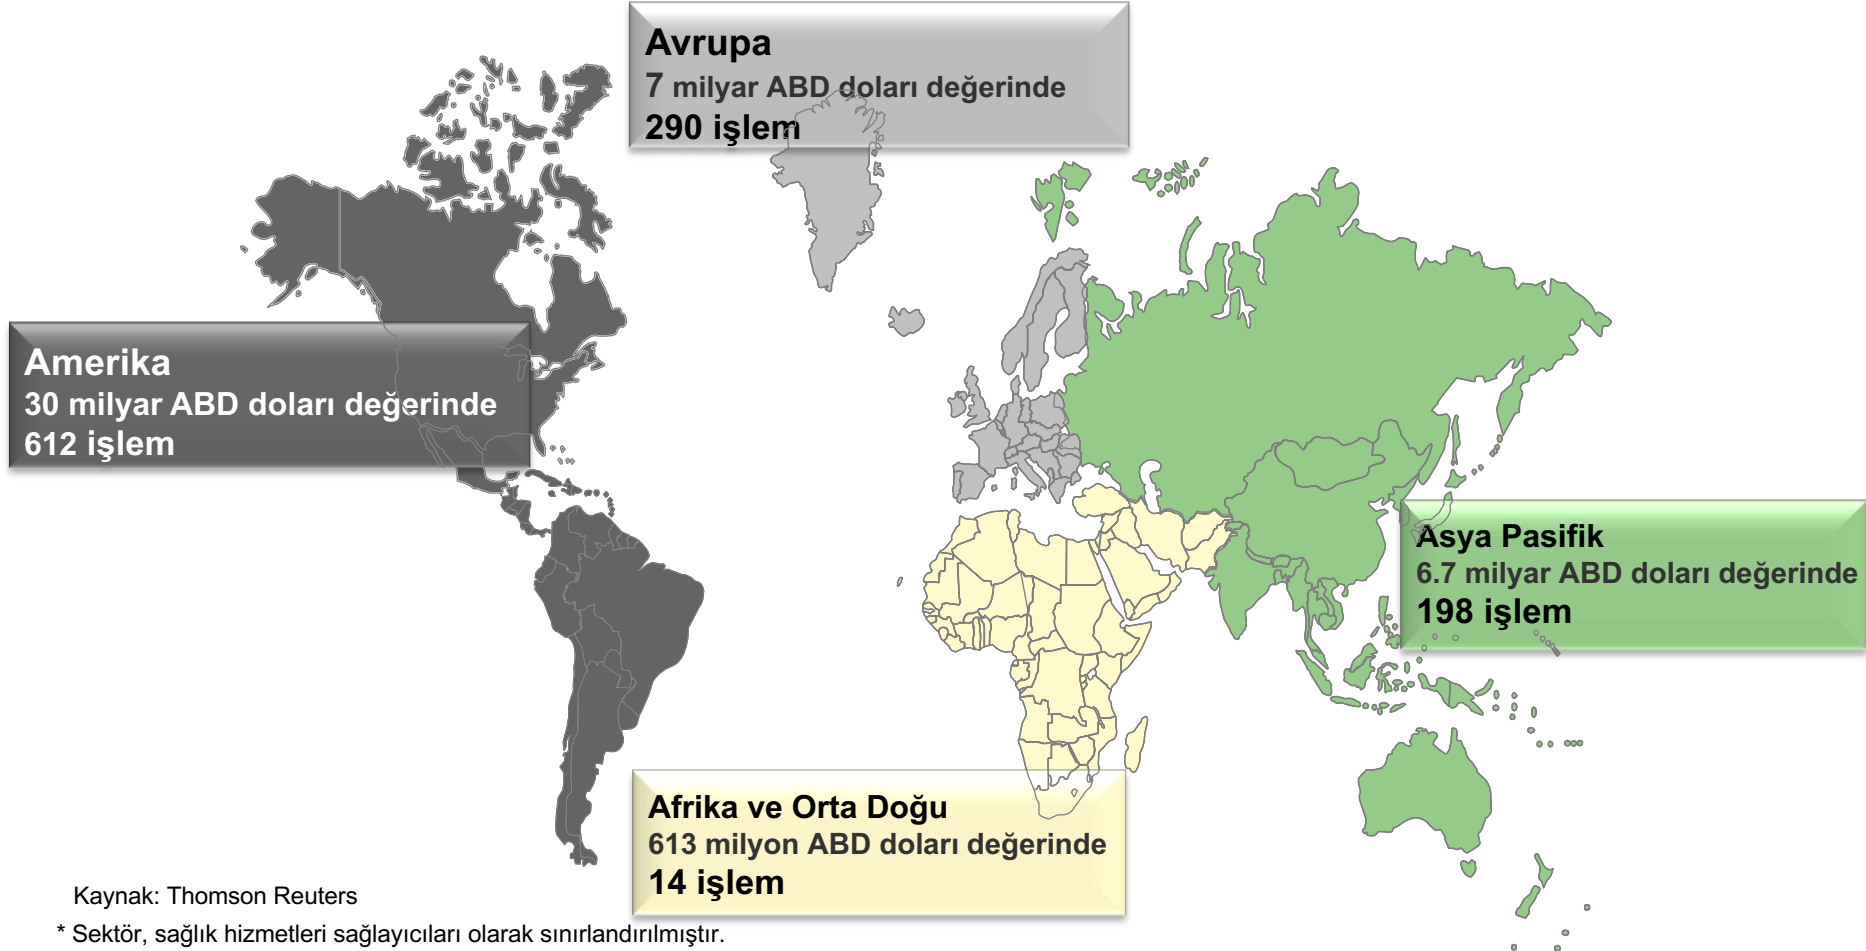 Avrupa
7 milyar ABD doları değerinde
290 işlem
Amerika
30 milyar ABD doları değerinde
612 işlem
Asya Pasifik
6.7 milyar ABD doları değerinde
198 işlem
Afrika ve Orta Doğu
613 milyon ABD doları değerinde
14 işlem
Kaynak: Thomson Reuters
* Sektör, sağlık hizmetleri sağlayıcıları olarak sınırlandırılmıştır.